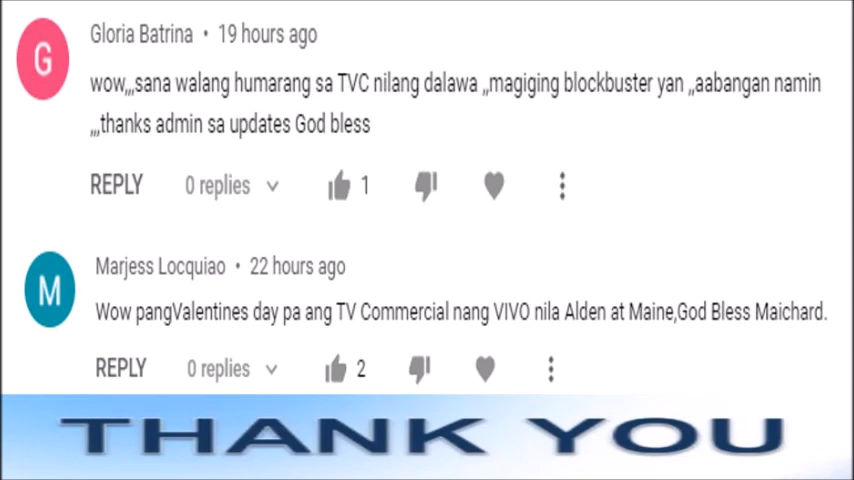 G
Gloria Batrina • 19 hours ago
wow,,,sana walang humarang sa TVC nilang dalawa ,,magiging blockbuster yan ,,aabangan namin
,,,thanks admin sa updates God bless
REPLY 0 replies 1
M
Marjess Locquiao • 22 hours ago
Wow pangValentines day pa ang TV Commercial nang VIVO nila Alden at Maine,God Bless Maichard.
REPLY 0 replies 2
THANK YOU